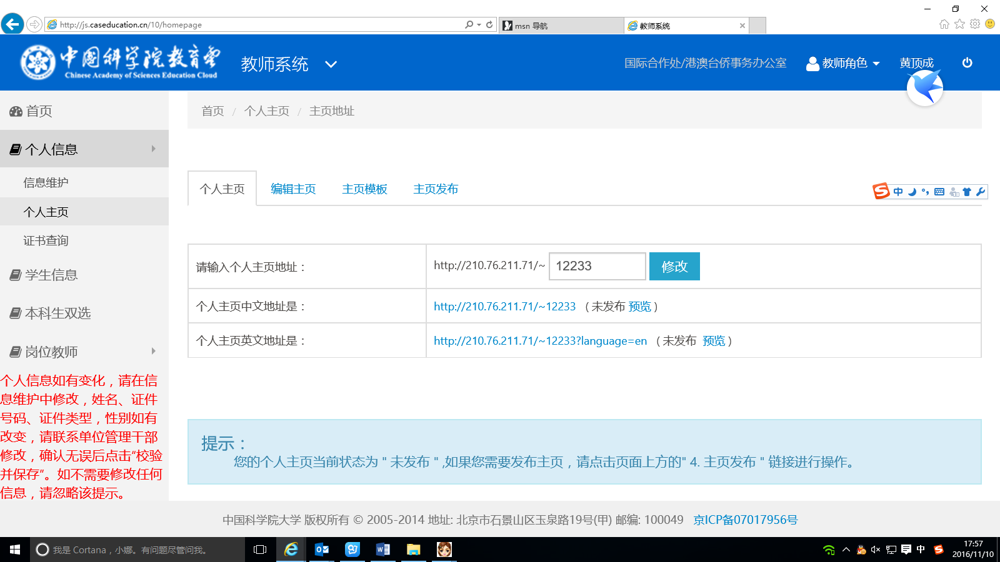 http://js.caseducation.cn/10/homepage
msn 导航
教师系统
中国科学院教育云
Chinese Academy of Sciences Education Cloud
教师系统
国际合作处/港澳台侨事务办公室
教师角色
黄顶成
首页
个人信息
信息维护
个人主页
证书查询
学生信息
本科生双选
岗位教师
个人信息如有变化，请在信
息维护中修改，姓名、证件
号码、证件类型，性别如有
改变，请联系单位管理干部
修改，确认无误后点击“校验
并保存”。如不需要修改任何
信息，请忽略该提示。
首页 / 个人主页 / 主页地址
个人主页 编辑主页 主页模板 主页发布
中
请输入个人主页地址： http://210.76.211.71/~ 12233 修改
个人主页中文地址是： http://210.76.211.71/~12233 （未发布 预览）
个人主页英文地址是： http://210.76.211.71/~12233?language=en （未发布 预览）
提示：
您的个人主页当前状态为 " 未发布 " ,如果您需要发布主页，请点击页面上方的" 4. 主页发布 " 链接进行操作。
中国科学院大学 版权所有 © 2005-2014 地址: 北京市石景山区玉泉路19号(甲) 邮编: 100049 京ICP备07017956号
我是 Cortana，小娜。有问题尽管问我。
中
17:57
2016/11/10